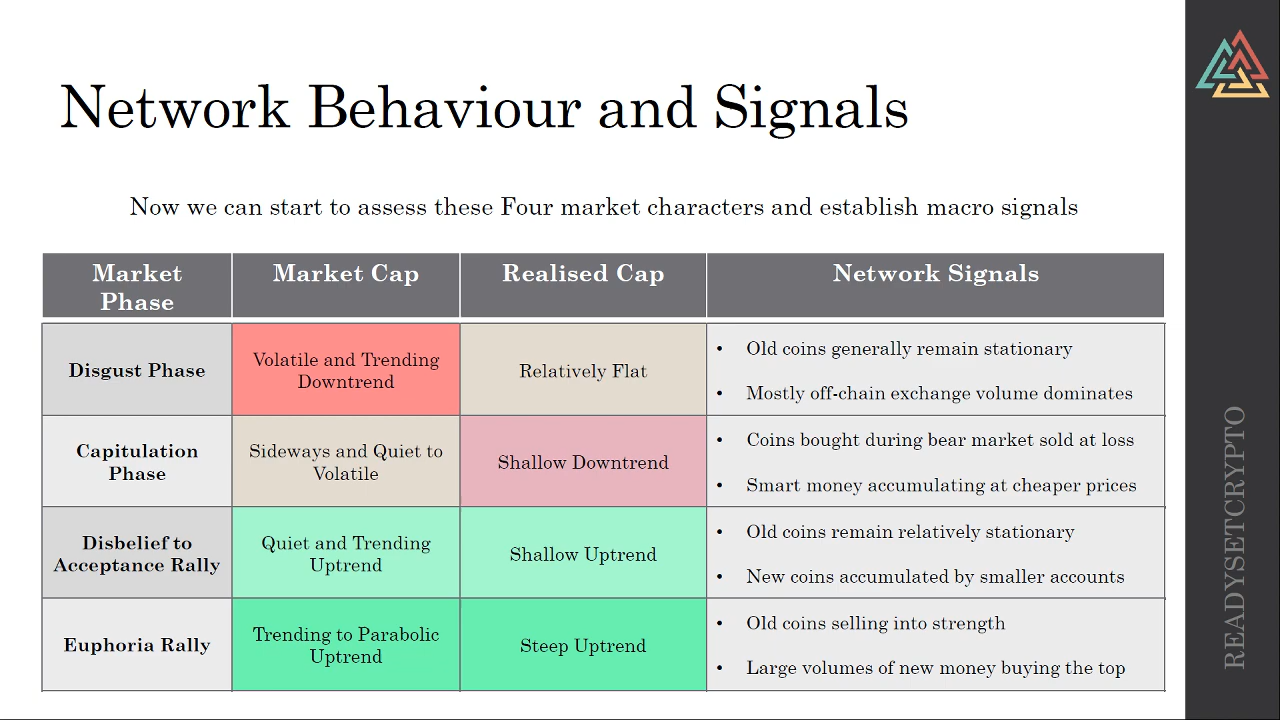 Network Behaviour and Signals
Now we can start to assess these Four market characters and establish macro signals
Market
Phase
Market Cap
Realised Cap
Network Signals
Disgust Phase
Volatile and Trending
Downtrend
Relatively Flat
• Old coins generally remain stationary
• Mostly off-chain exchange volume dominates
Capitulation
Phase
Sideways and Quiet to
Volatile
Shallow Downtrend
• Coins bought during bear market sold at loss
• Smart money accumulating at cheaper prices
Disbelief to
Acceptance Rally
Quiet and Trending
Uptrend
Shallow Uptrend
• Old coins remain relatively stationary
• New coins accumulated by smaller accounts
Euphoria Rally
Trending to Parabolic
Uptrend
Steep Uptrend
• Old coins selling into strength
• Large volumes of new money buying the top
READYSETCRYPTO